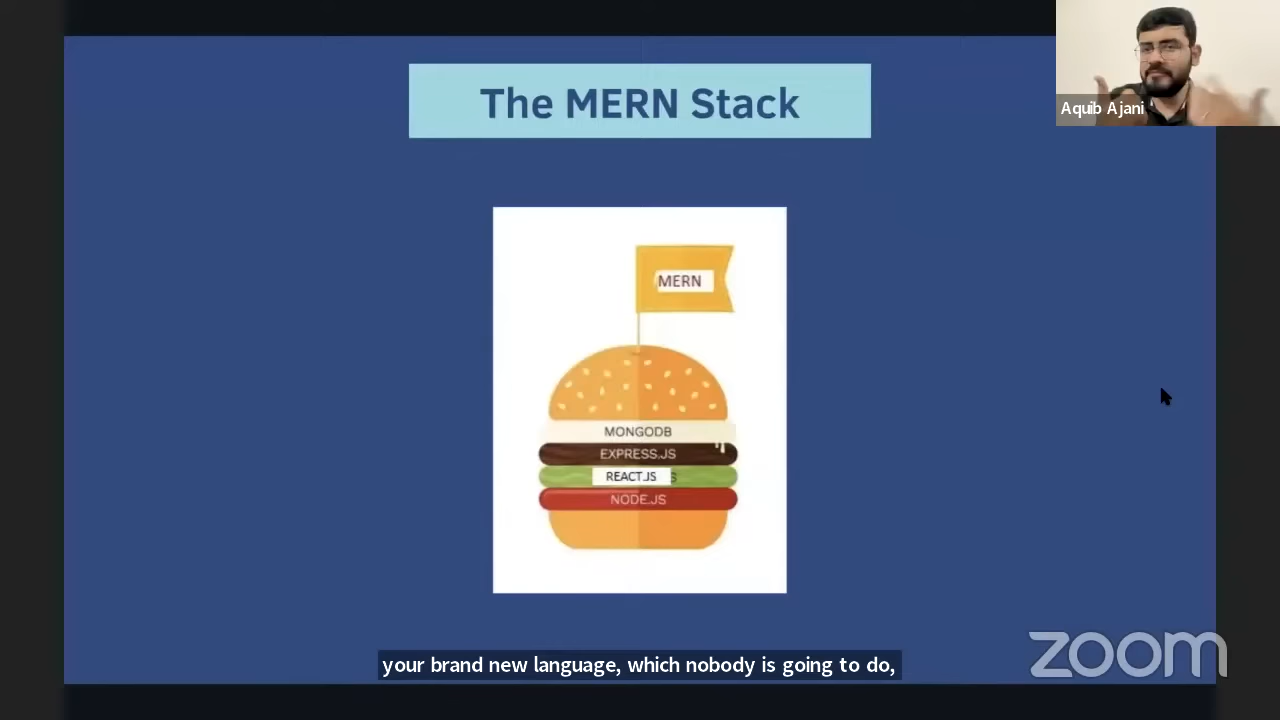 The MERN Stack
Aquib Ajani
MERN
MONGODB
EXPRESS.JS
REACT.JS S
NODE.JS
your brand new language, which nobody is going to do,
zoom